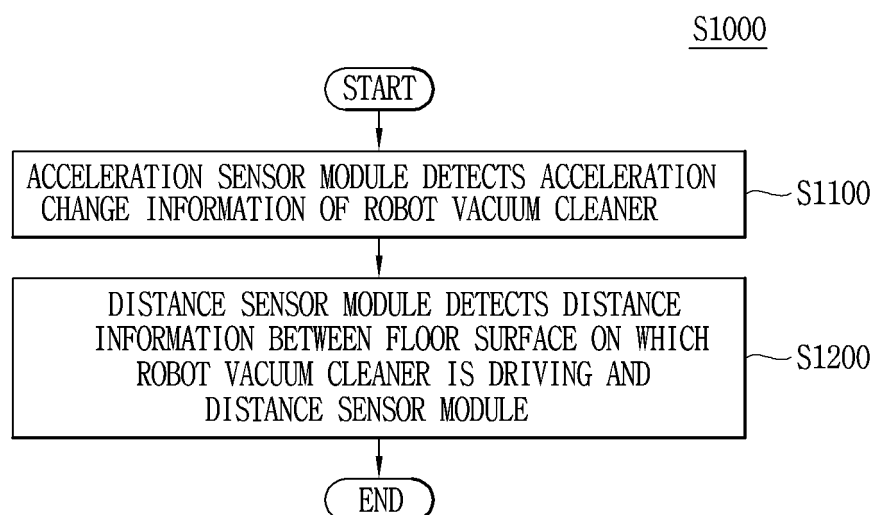 S1000
START
ACCELERATION SENSOR MODULE DETECTS ACCELERATION
CHANGE INFORMATION OF ROBOT VACUUM CLEANER
S1100
DISTANCE SENSOR MODULE DETECTS DISTANCE
INFORMATION BETWEEN FLOOR SURFACE ON WHICH
ROBOT VACUUM CLEANER IS DRIVING AND
DISTANCE SENSOR MODULE
S1200
END